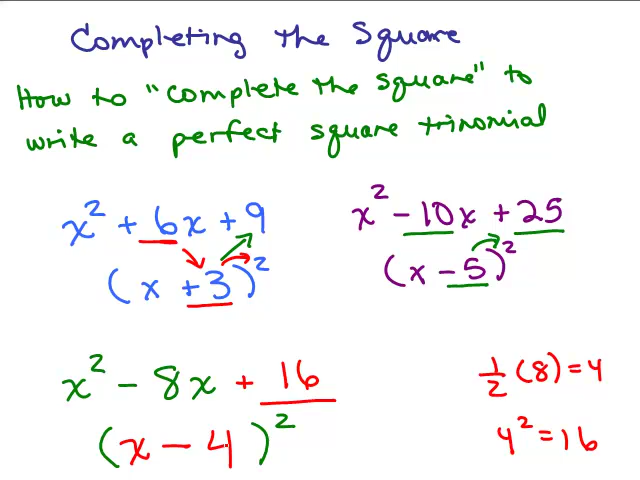 Completing the Square
How to "complete the square" to
write a perfect square trinomial
x² + 6x + 9
(x + 3)²
x² - 10x + 25
(x - 5)²
x² - 8x + 16
(x - 4)²
1/2 (8) = 4
4² = 16